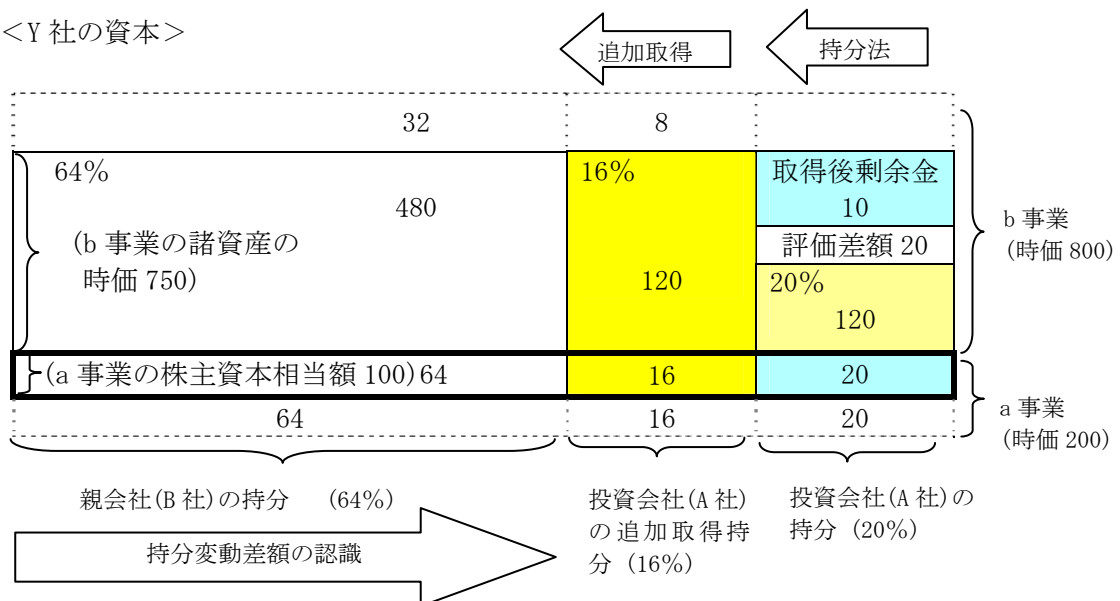 <Y 社の資本>
追加取得
持分法
32
8
64%
480
(b 事業の諸資産の
時価 750)
16%
120
取得後剰余金
10
評価差額 20
20%
120
b 事業
(時価 800)
(a 事業の株主資本相当額 100)64
16
20
64
16
20
a 事業
(時価 200)
親会社(B 社)の持分 (64%)
投資会社(A 社)
の追加取得持
分 (16%)
投資会社(A 社)の
持分 (20%)
持分変動差額の認識